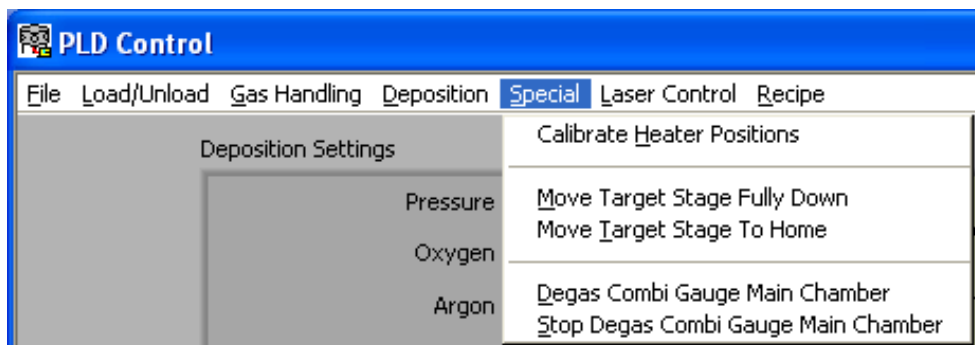 PLD Control
File Load/Unload Gas Handling Deposition Special Laser Control Recipe
Deposition Settings
Pressure
Oxygen
Argon
Calibrate Heater Positions
Move Target Stage Fully Down
Move Target Stage To Home
Degas Combi Gauge Main Chamber
Stop Degas Combi Gauge Main Chamber